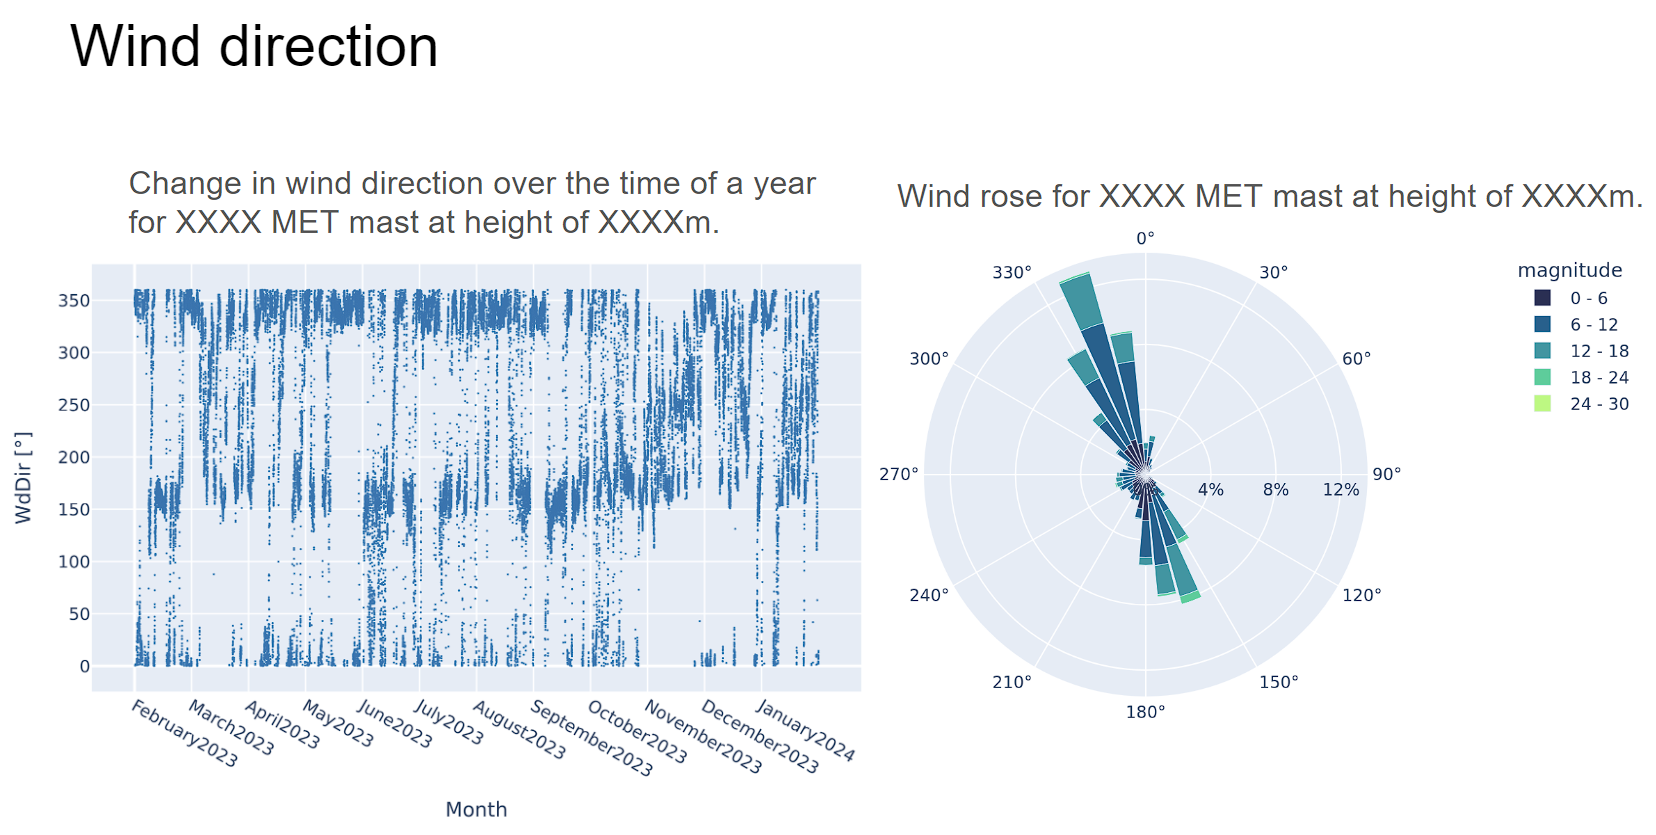 Wind direction
Change in wind direction over the time of a year
for XXXX MET mast at height of XXXXm.
350
300
250
200
150
100
50
0
WdDir [°]
February2023
March2023
April2023
May2023
June2023
July2023
August2023
September2023
October2023
November2023
December2023
January2024
Month
Wind rose for XXXX MET mast at height of XXXXm.
0°
30°
60°
90°
120°
150°
180°
210°
240°
270°
300°
330°
4%
8%
12%
magnitude
0 - 6
6 - 12
12 - 18
18 - 24
24 - 30